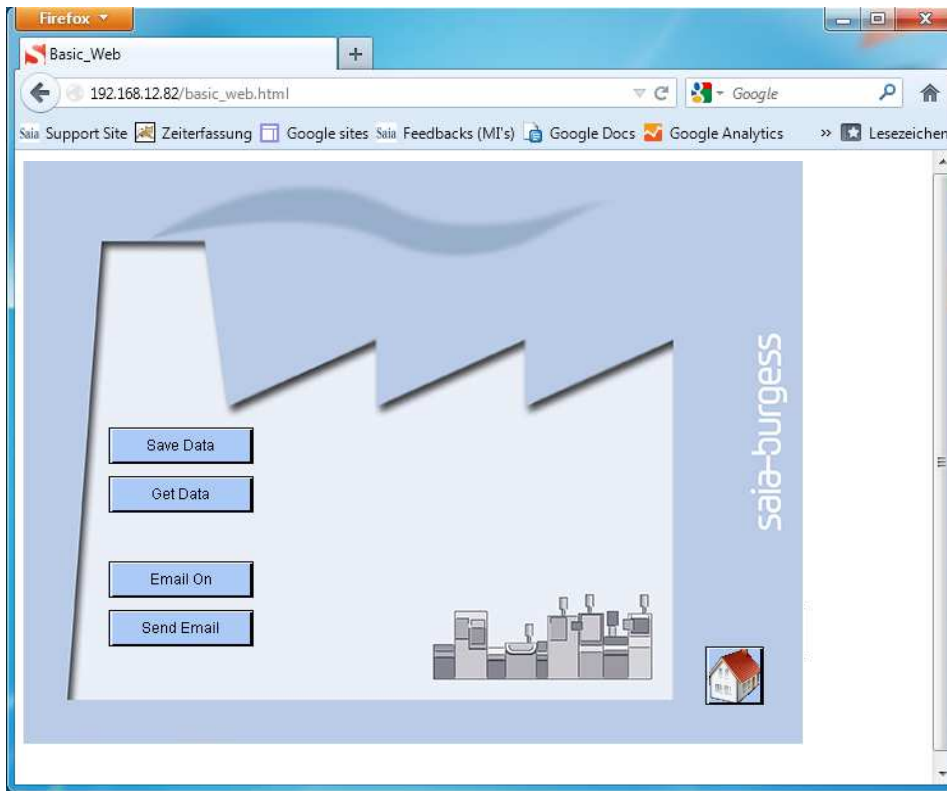 Firefox
Basic_Web
192.168.12.82/basic_web.html
Google
Saia Support Site Zeiterfassung Google sites Saia Feedbacks (MI's) Google Docs Google Analytics » Lesezeichen
saia-burgess
Save Data
Get Data
Email On
Send Email